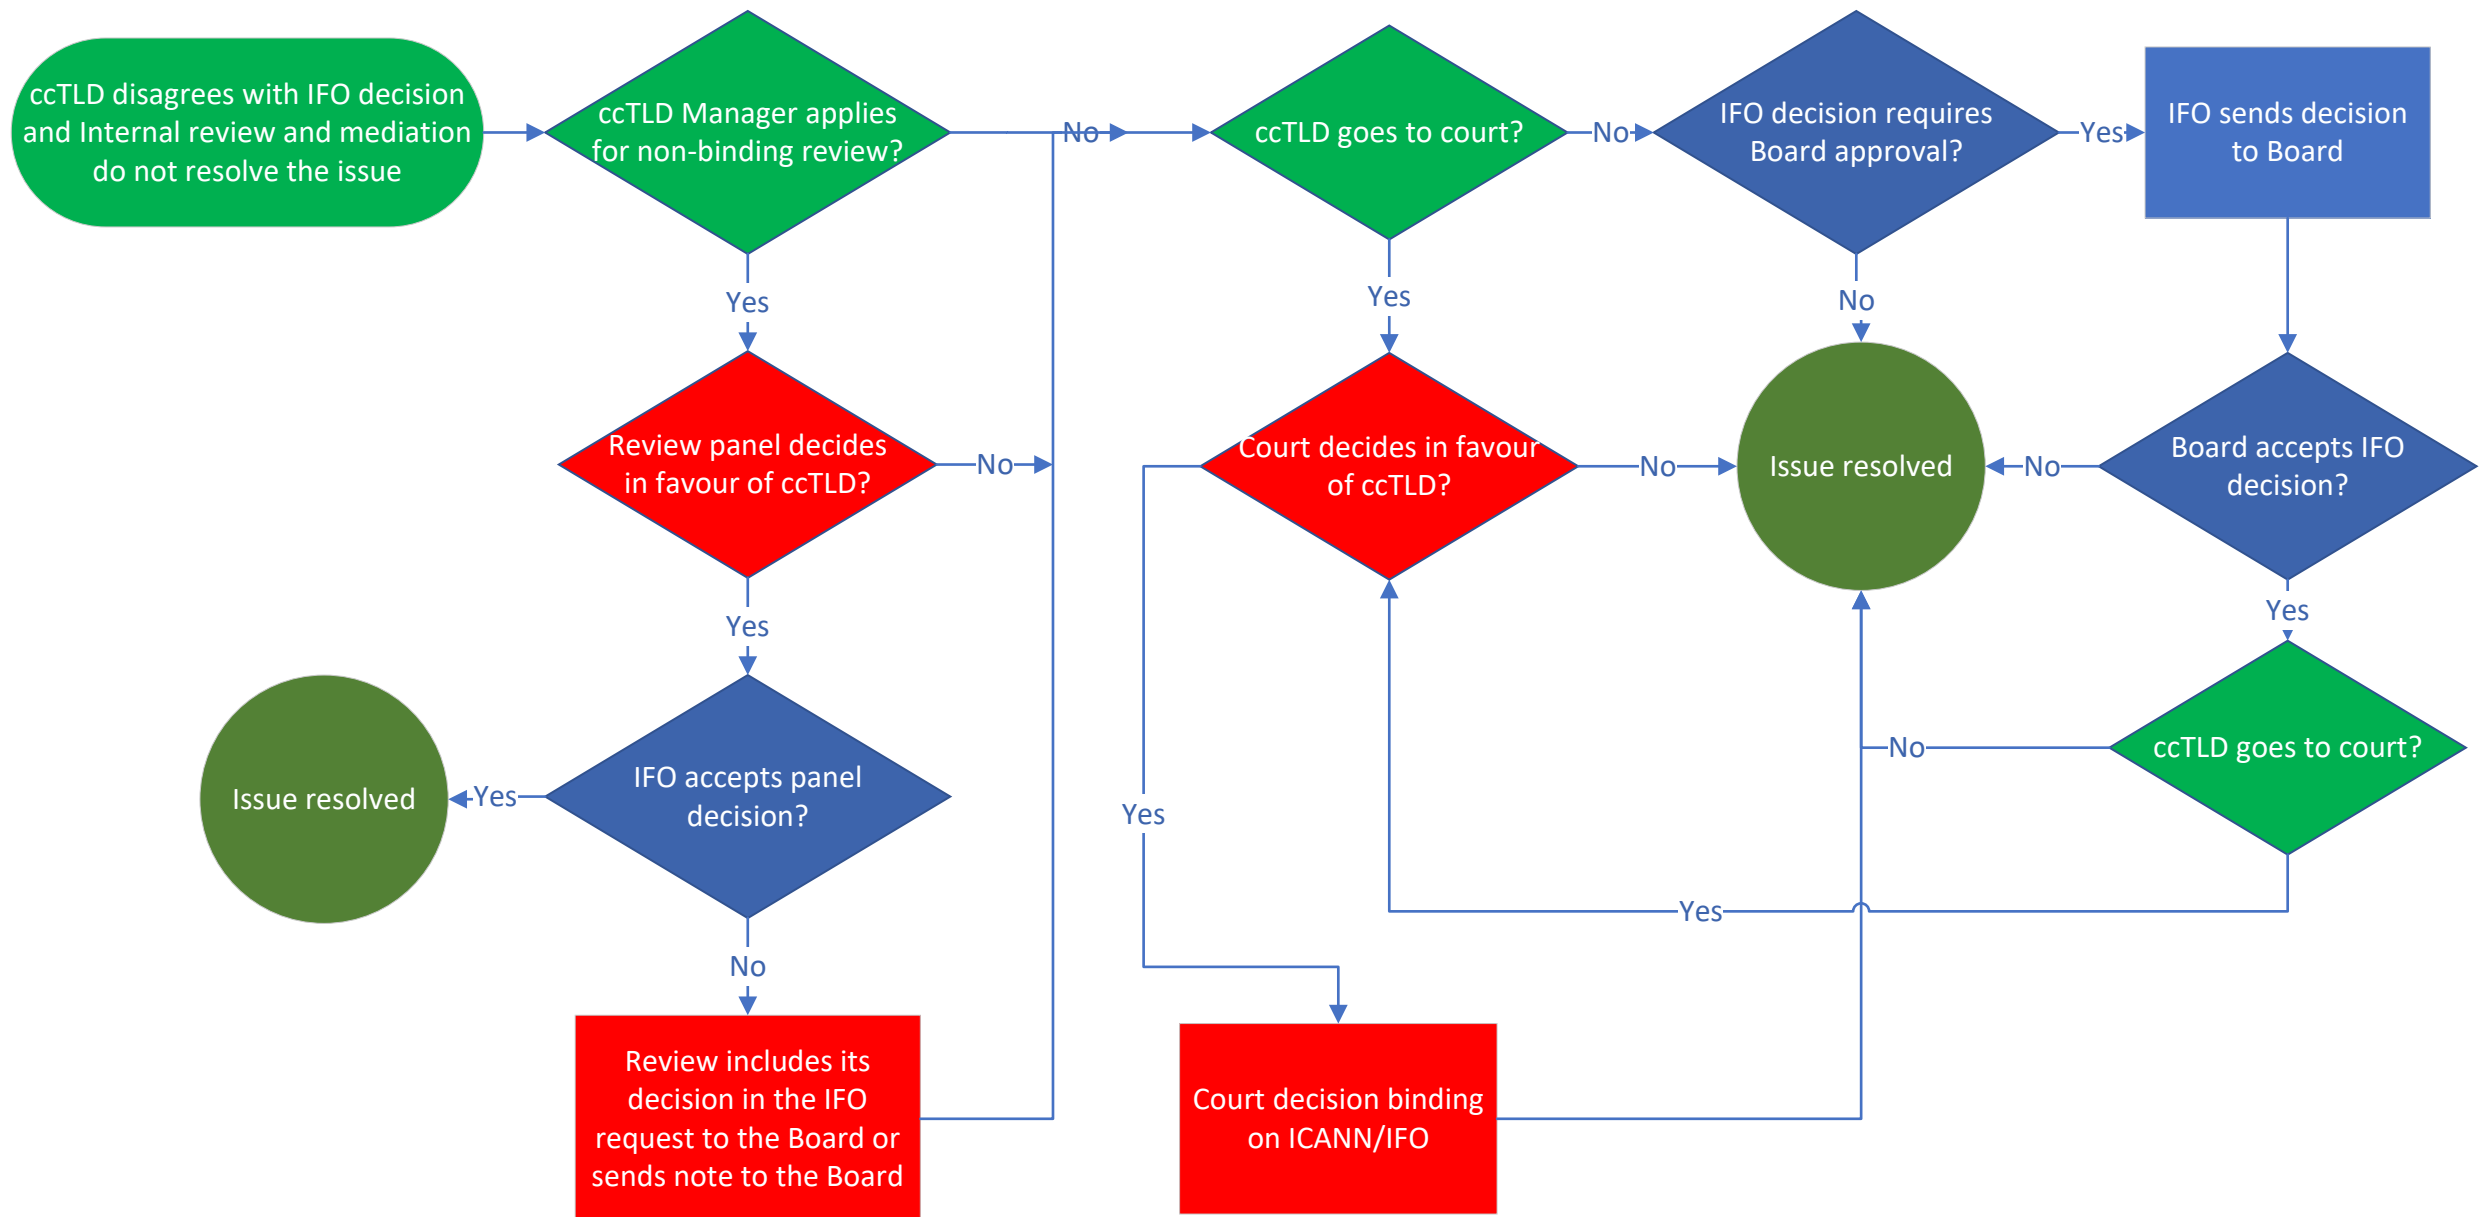 ccTLD disagrees with IFO decision
and Internal review and mediation
do not resolve the issue
ccTLD Manager applies
for non-binding review?
No
ccTLD goes to court?
No
IFO decision requires
Board approval?
Yes
IFO sends decision
to Board
Yes
Yes
No
Review panel decides
in favour of ccTLD?
No
Court decides in favour
of ccTLD?
No
Issue resolved
No
Board accepts IFO
decision?
Yes
Yes
Issue resolved
Yes
IFO accepts panel
decision?
Yes
No
ccTLD goes to court?
Yes
No
Review includes its
decision in the IFO
request to the Board or
sends note to the Board
Court decision binding
on ICANN/IFO